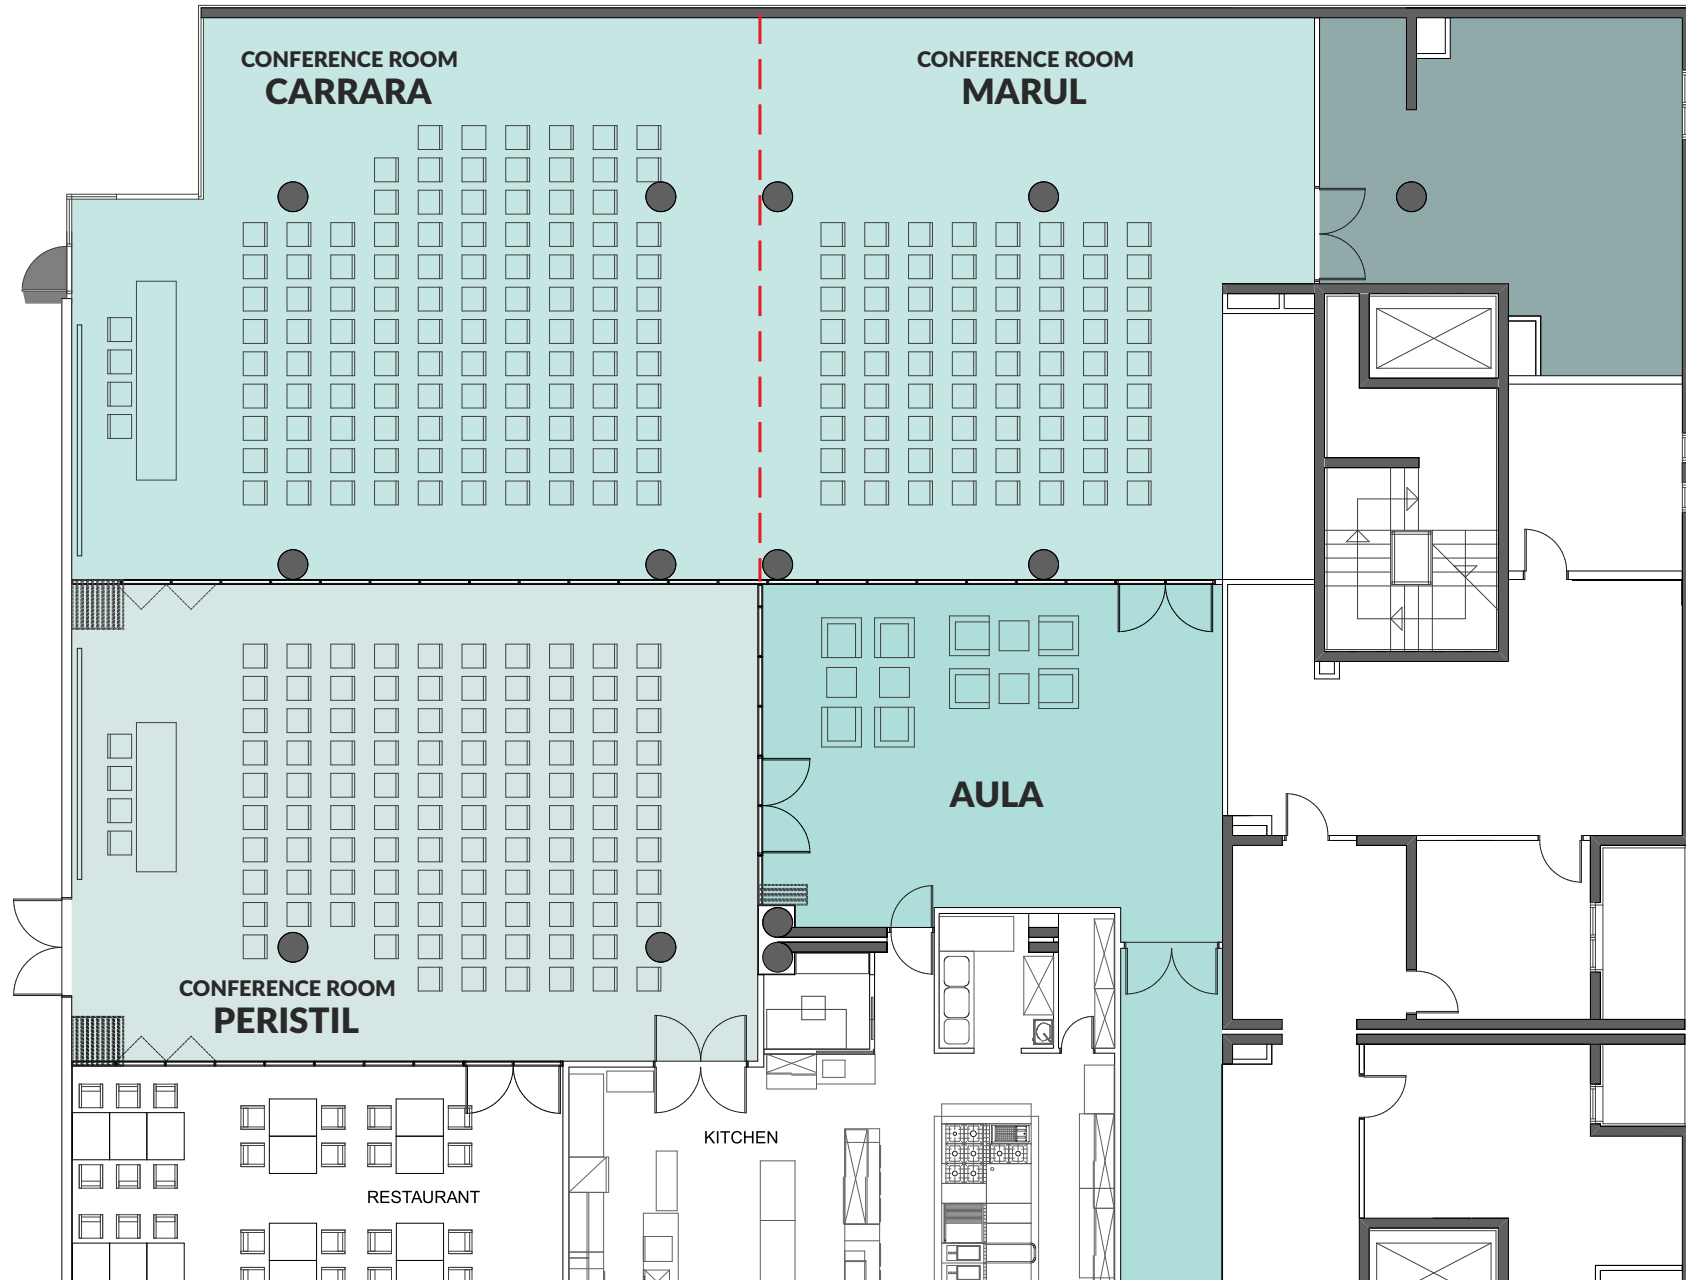 CONFERENCE ROOM
CARRARA
CONFERENCE ROOM
MARUL
AULA
CONFERENCE ROOM
PERISTIL
KITCHEN
RESTAURANT